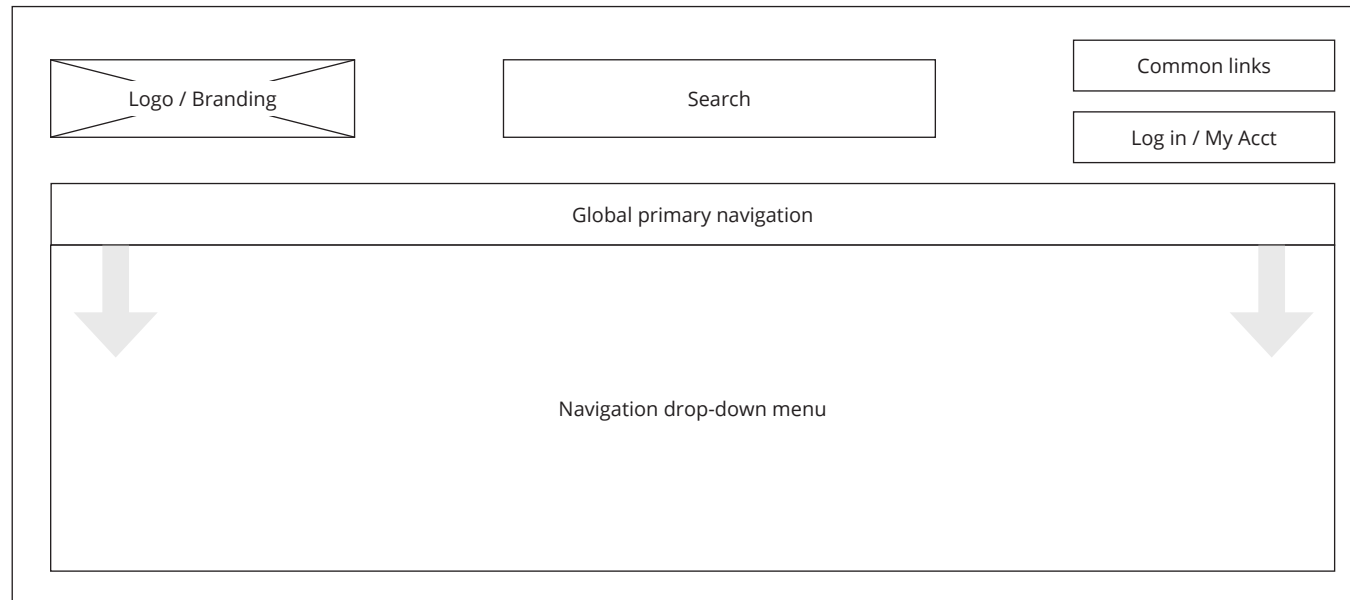 Logo / Branding
Search
Common links
Log in / My Acct
Global primary navigation
Navigation drop-down menu